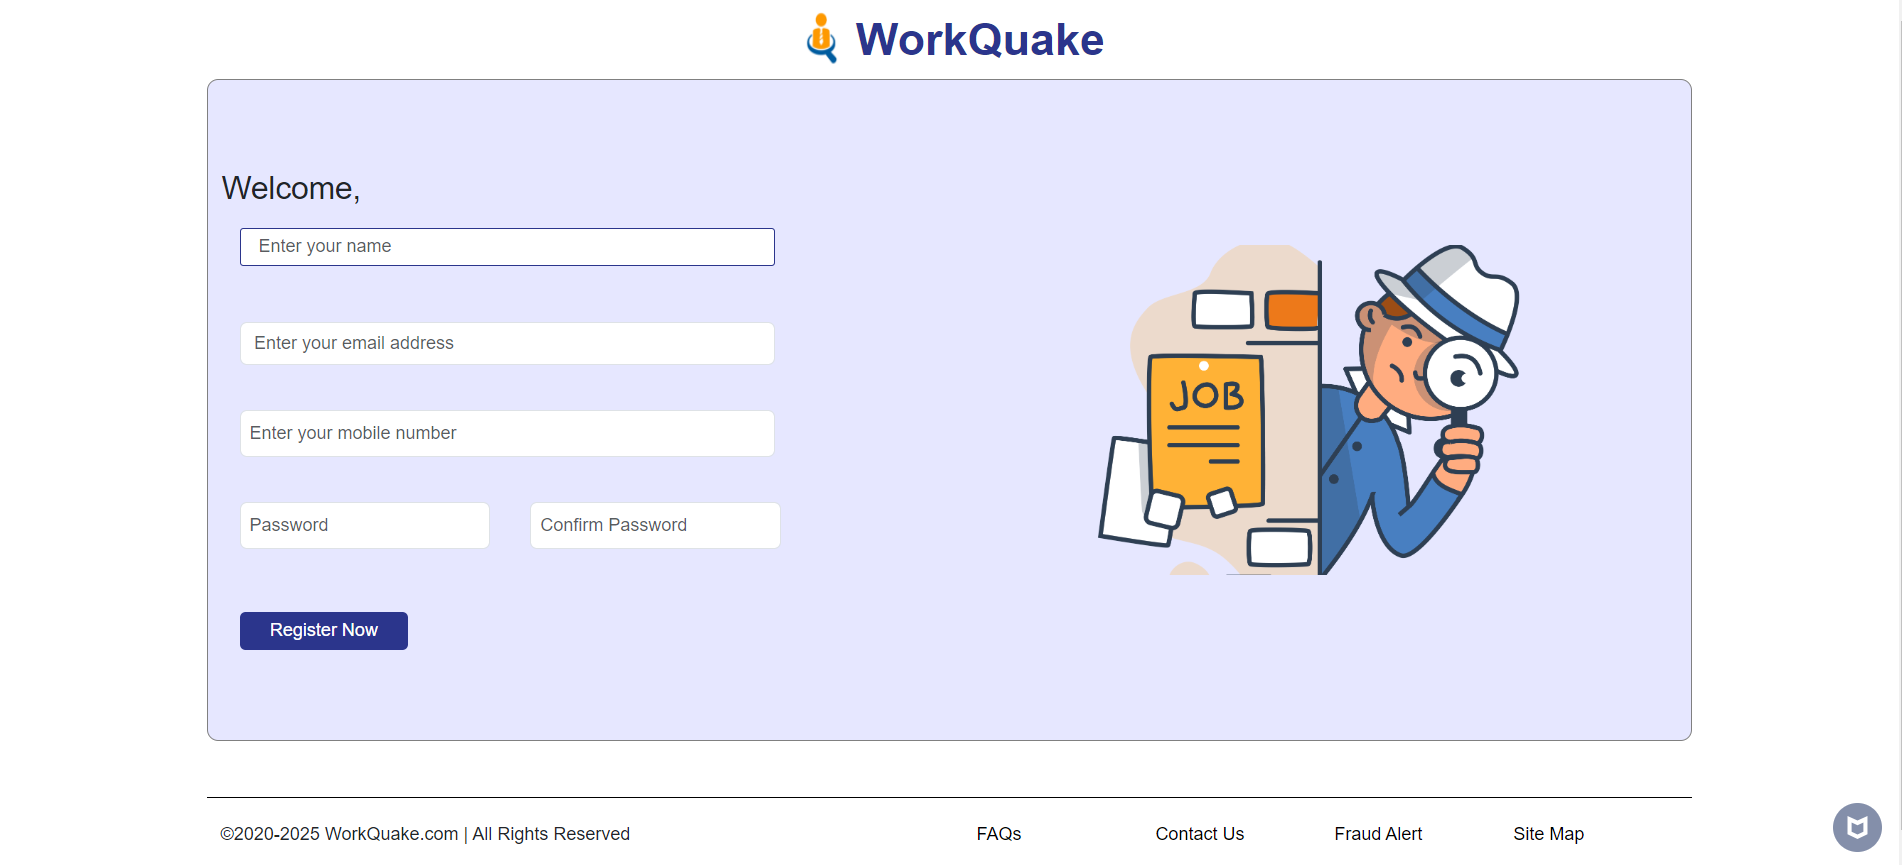 WorkQuake
Welcome,
Enter your name
Enter your email address
Enter your mobile number
Password
Confirm Password
Register Now
JOB
©2020-2025 WorkQuake.com | All Rights Reserved
FAQs
Contact Us
Fraud Alert
Site Map